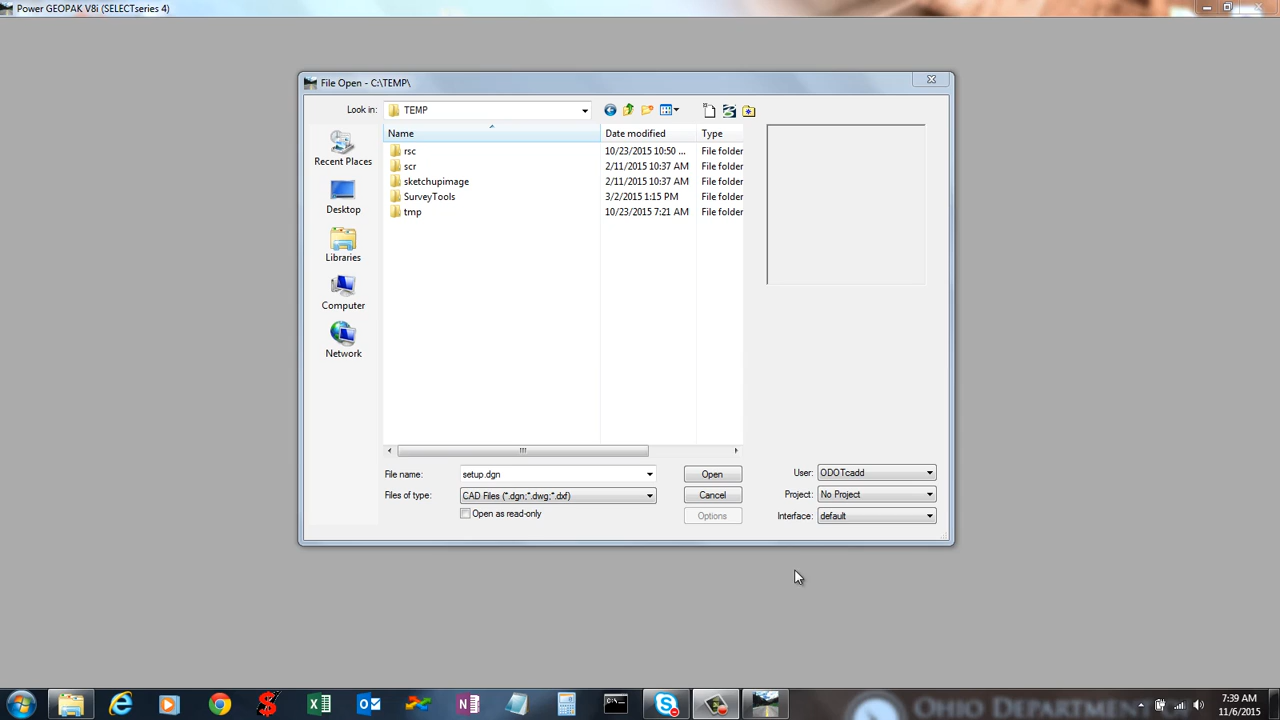 Power GEOPAK V8i (SELECTseries 4)
File Open - C:\TEMP\
Look in: TEMP
Name Date modified Type
rsc 10/23/2015 10:50 ... File folder
scr 2/11/2015 10:37 AM File folder
sketchupimage 2/11/2015 10:37 AM File folder
SurveyTools 3/2/2015 1:15 PM File folder
tmp 10/23/2015 7:21 AM File folder
Recent Places
Desktop
Libraries
Computer
Network
File name: setup.dgn Open User: ODOTcadd
Files of type: CAD Files (*.dgn;*.dwg;*.dxf) Cancel Project: No Project
Open as read-only Options Interface: default
OHIO DEPARTMEN
7:39 AM
11/6/2015